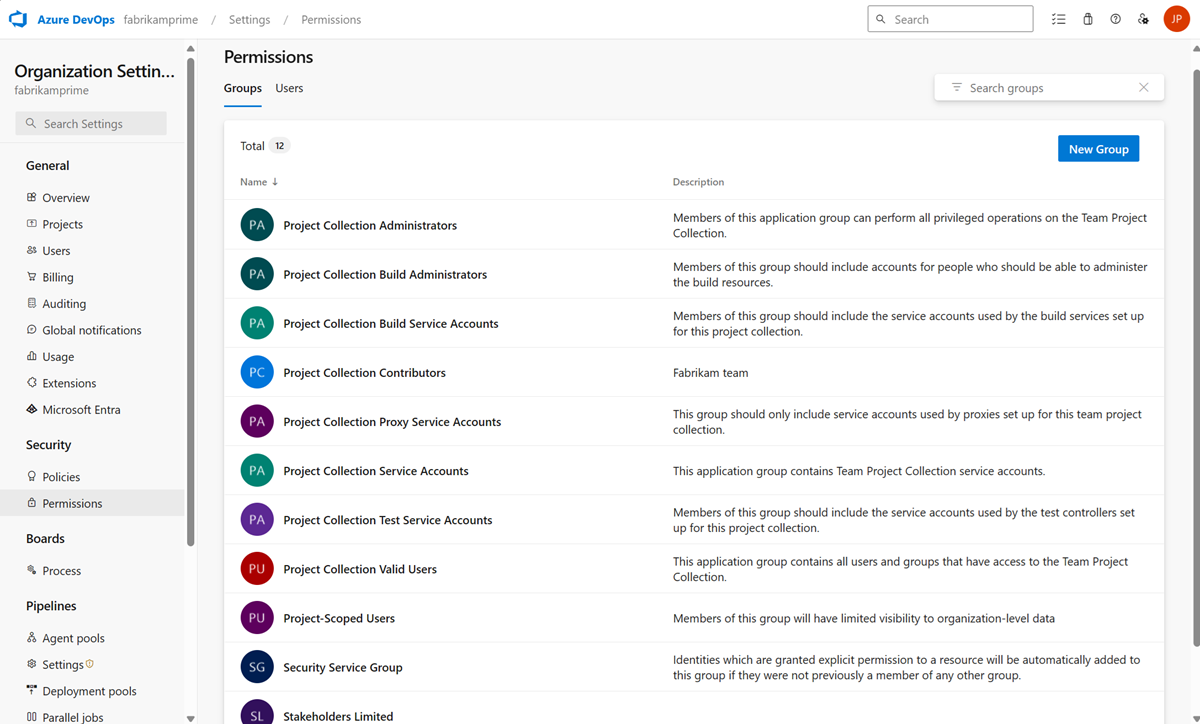 Azure DevOps fabrikamprime / Settings / Permissions Search JP
Organization Settin...
fabrikamprime
Search Settings
General
Overview
Projects
Users
Billing
Auditing
Global notifications
Usage
Extensions
Microsoft Entra
Security
Policies
Permissions
Boards
Process
Pipelines
Agent pools
Settings
Deployment pools
Parallel jobs
Permissions
Groups Users
Search groups
Total 12
New Group
Name ↓ Description
PA Project Collection Administrators
Members of this application group can perform all privileged operations on the Team Project
Collection.
PA Project Collection Build Administrators
Members of this group should include accounts for people who should be able to administer
the build resources.
PA Project Collection Build Service Accounts
Members of this group should include the service accounts used by the build services set up
for this project collection.
PC Project Collection Contributors
Fabrikam team
PA Project Collection Proxy Service Accounts
This group should only include service accounts used by proxies set up for this team project
collection.
PA Project Collection Service Accounts
This application group contains Team Project Collection service accounts.
PA Project Collection Test Service Accounts
Members of this group should include the service accounts used by the test controllers set
up for this project collection.
PU Project Collection Valid Users
This application group contains all users and groups that have access to the Team Project
Collection.
PU Project-Scoped Users
Members of this group will have limited visibility to organization-level data
SG Security Service Group
Identities which are granted explicit permission to a resource will be automatically added to
this group if they were not previously a member of any other group.
SL Stakeholders Limited